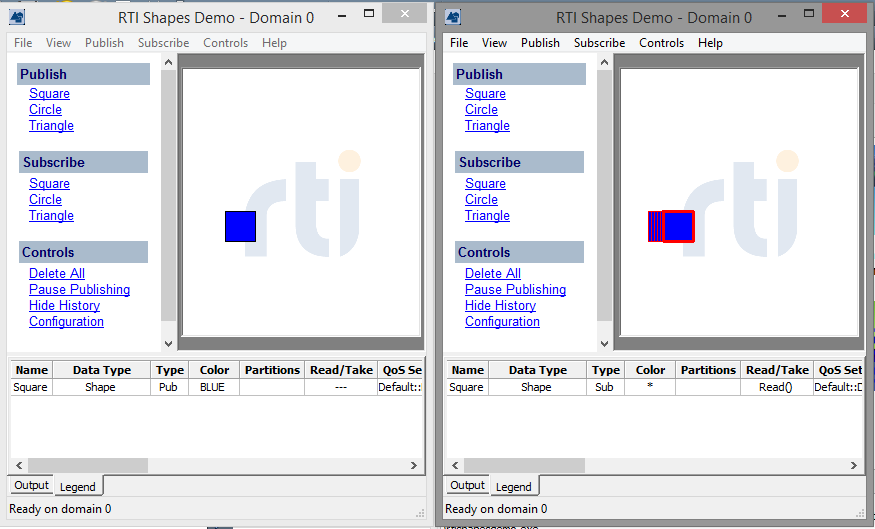 RTI Shapes Demo - Domain 0
File View Publish Subscribe Controls Help
Publish
Square
Circle
Triangle
Subscribe
Square
Circle
Triangle
Controls
Delete All
Pause Publishing
Hide History
Configuration
rti
Name Data Type Type Color Partitions Read/Take QoS Se
Square Shape Pub BLUE --- Default::
Output Legend
Ready on domain 0
RTI Shapes Demo - Domain 0
File View Publish Subscribe Controls Help
Publish
Square
Circle
Triangle
Subscribe
Square
Circle
Triangle
Controls
Delete All
Pause Publishing
Hide History
Configuration
rti
Name Data Type Type Color Partitions Read/Take QoS Set
Square Shape Sub * Read() Default::D
Output Legend
Ready on domain 0